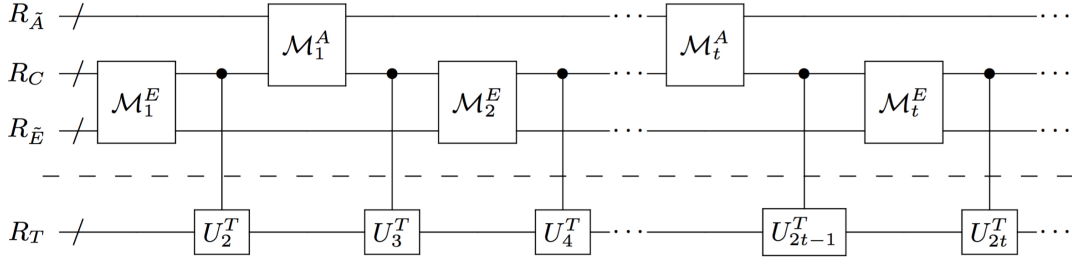 R_Ã M_1^A ··· M_t^A ···
R_C M_1^E M_2^E ··· M_t^E ···
R_Ẽ ··· ···
R_T U_2^T U_3^T U_4^T ··· U_{2t−1}^T U_{2t}^T ···